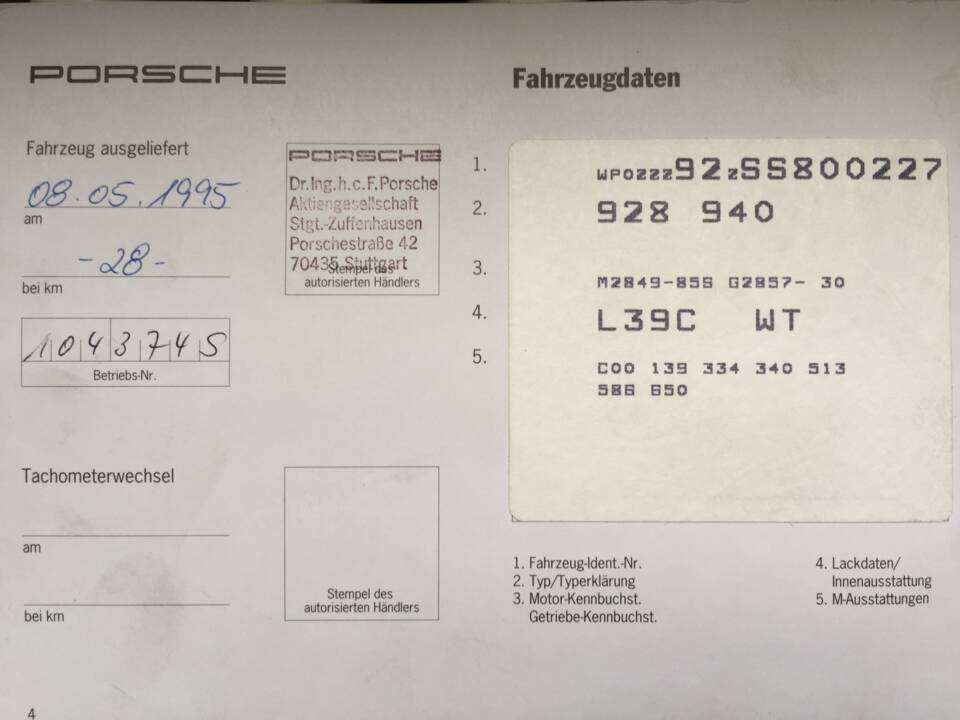 PORSCHE
Fahrzeug ausgeliefert
08.05.1995
am
-28-
bei km
1043745
Betriebs-Nr.
PORSCHE
Dr.Ing.h.c.F.Porsche
Aktiengesellschaft
Stgt.-Zuffenhausen
Porschestraße 42
70435 Stuttgart
Stempel des
autorisierten Händlers
Tachometerwechsel
am
bei km
Stempel des
autorisierten Händlers
4
Fahrzeugdaten
1. WP0ZZZ92ZSS800227
2. 928 940
3. M2849-85S G2857- 30
4. L39C WT
5. C00 139 334 340 513
586 650
1. Fahrzeug-Ident.-Nr.
2. Typ/Typerklärung
3. Motor-Kennbuchst.
Getriebe-Kennbuchst.
4. Lackdaten/
Innenausstattung
5. M-Ausstattungen